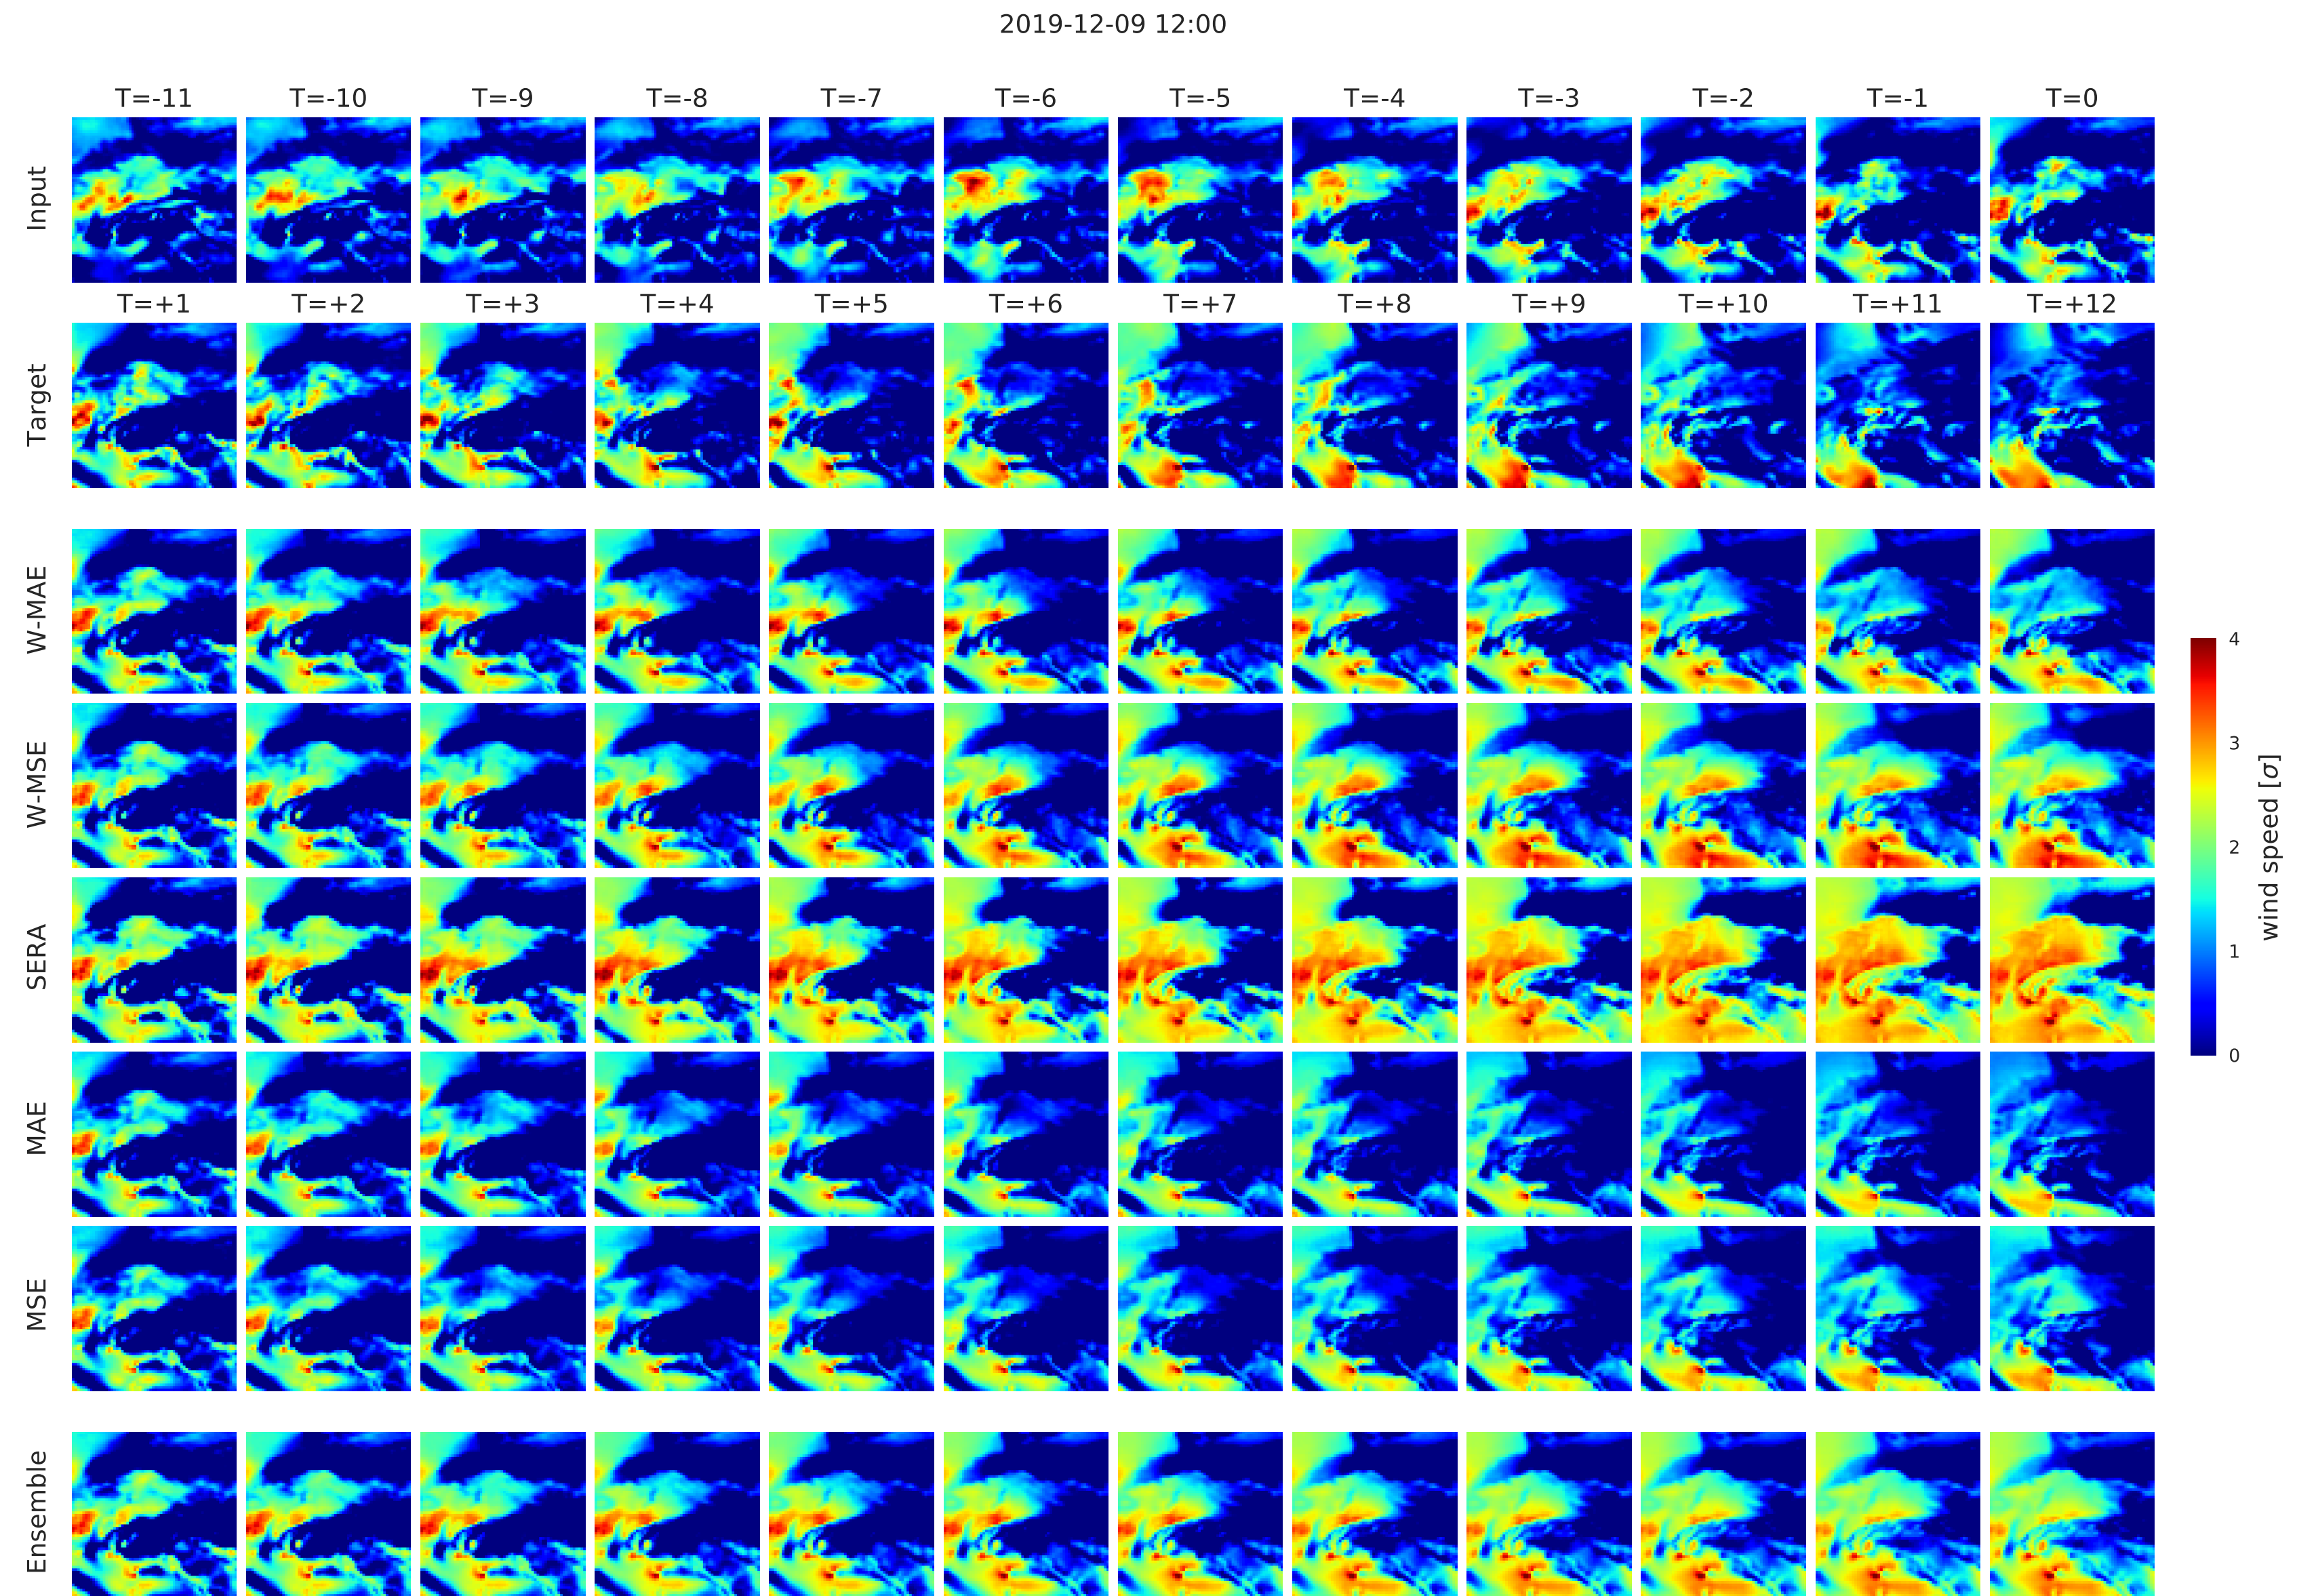 2019-12-09 12:00
T=-11 T=-10 T=-9 T=-8 T=-7 T=-6 T=-5 T=-4 T=-3 T=-2 T=-1 T=0
Input
T=+1 T=+2 T=+3 T=+4 T=+5 T=+6 T=+7 T=+8 T=+9 T=+10 T=+11 T=+12
Target
W-MAE
W-MSE
SERA
MAE
MSE
Ensemble
4
3
2
1
0
wind speed [σ]